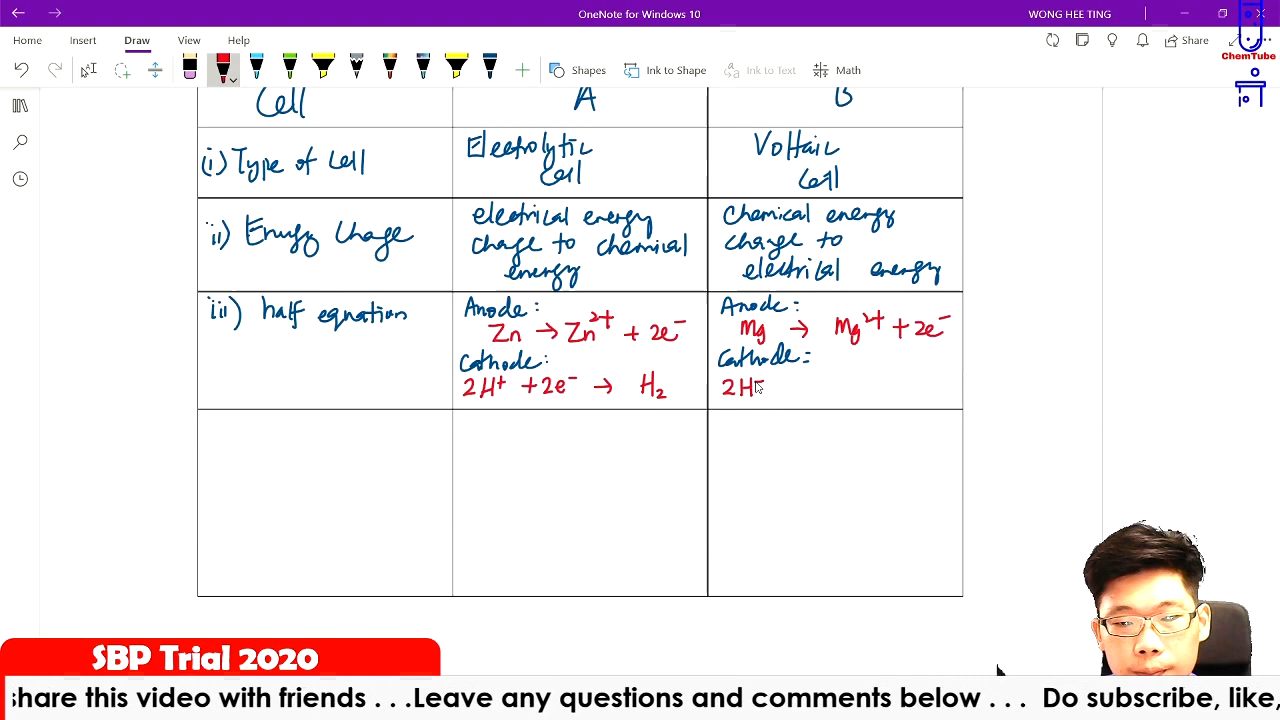 OneNote for Windows 10
WONG HEE TING
Home Insert Draw View Help
Share
Shapes Ink to Shape Ink to Text Math
ChemTube
Cell A B
(i) Type of Cell
Electrolytic
Cell
Voltaic
Cell
ii) Energy Change
electrical energy
change to chemical
energy
Chemical energy
change to
electrical energy
iii) half equation
Anode:
Zn → Zn²⁺ + 2e⁻
Cathode:
2H⁺ + 2e⁻ → H₂
Anode:
Mg → Mg²⁺ + 2e⁻
Cathode:
2H
SBP Trial 2020
share this video with friends . . .Leave any questions and comments below . . . Do subscribe, like,